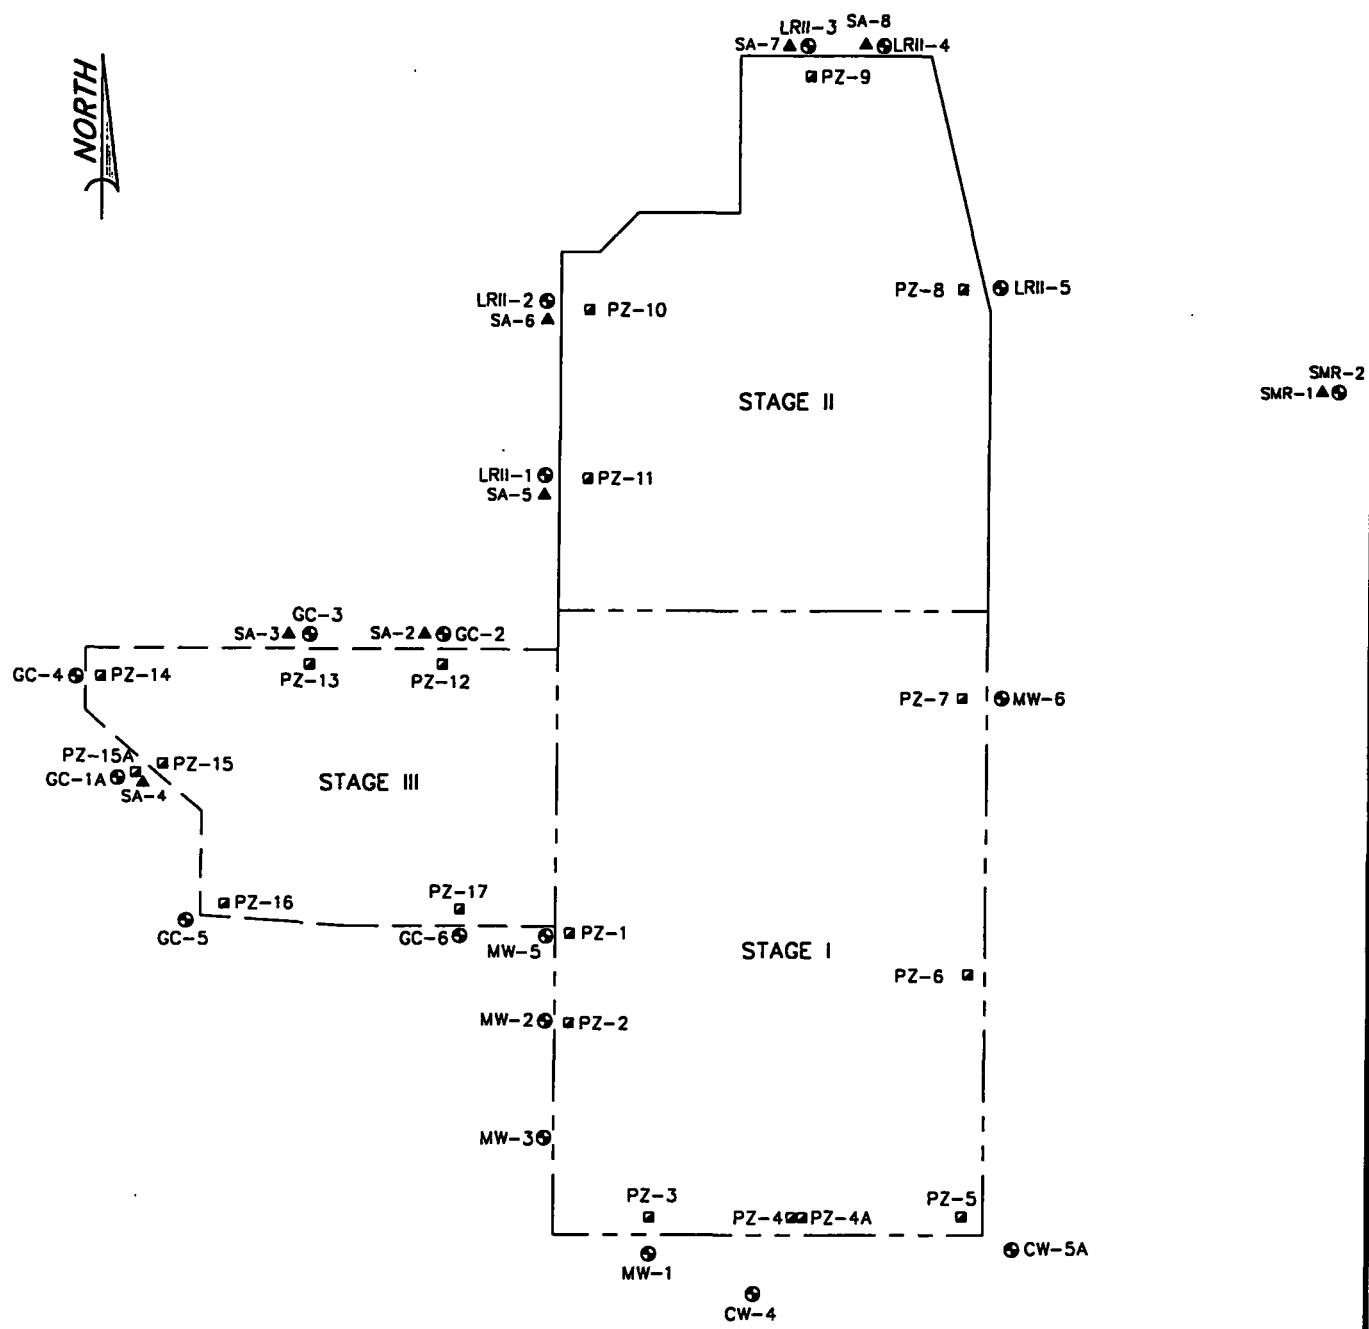 NORTH
LRII-3
SA-8
SA-7
LRII-4
PZ-9
LRII-2
SA-6
PZ-10
PZ-8
LRII-5
STAGE II
SMR-2
SMR-1
LRII-1
SA-5
PZ-11
GC-3
SA-3
SA-2
GC-2
GC-4
PZ-14
PZ-13
PZ-12
PZ-7
MW-6
PZ-15A
PZ-15
GC-1A
SA-4
STAGE III
PZ-17
PZ-16
GC-5
GC-6
MW-5
PZ-1
STAGE I
PZ-6
MW-2
PZ-2
MW-3
PZ-3
PZ-4
PZ-4A
PZ-5
MW-1
CW-5A
CW-4